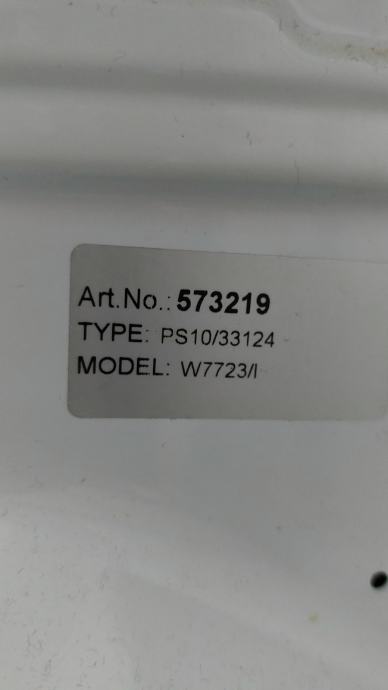 Art.No.: 573219
TYPE: PS10/33124
MODEL: W7723/I